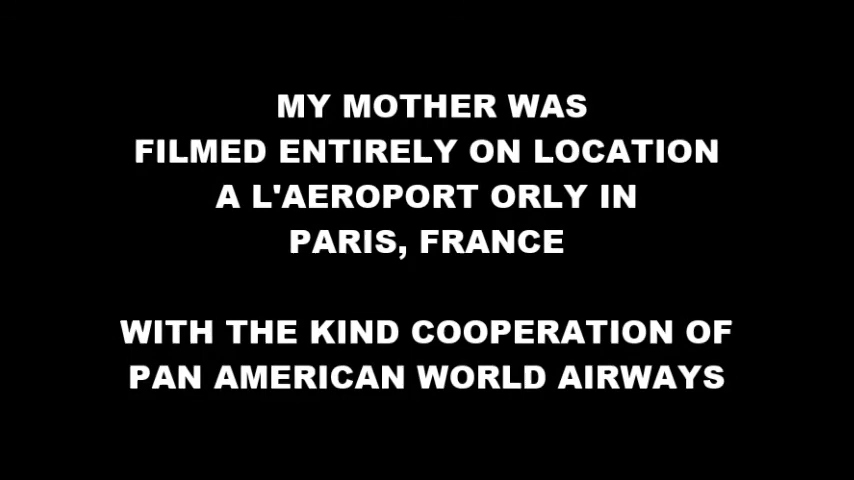 MY MOTHER WAS
FILMED ENTIRELY ON LOCATION
A L'AEROPORT ORLY IN
PARIS, FRANCE
WITH THE KIND COOPERATION OF
PAN AMERICAN WORLD AIRWAYS